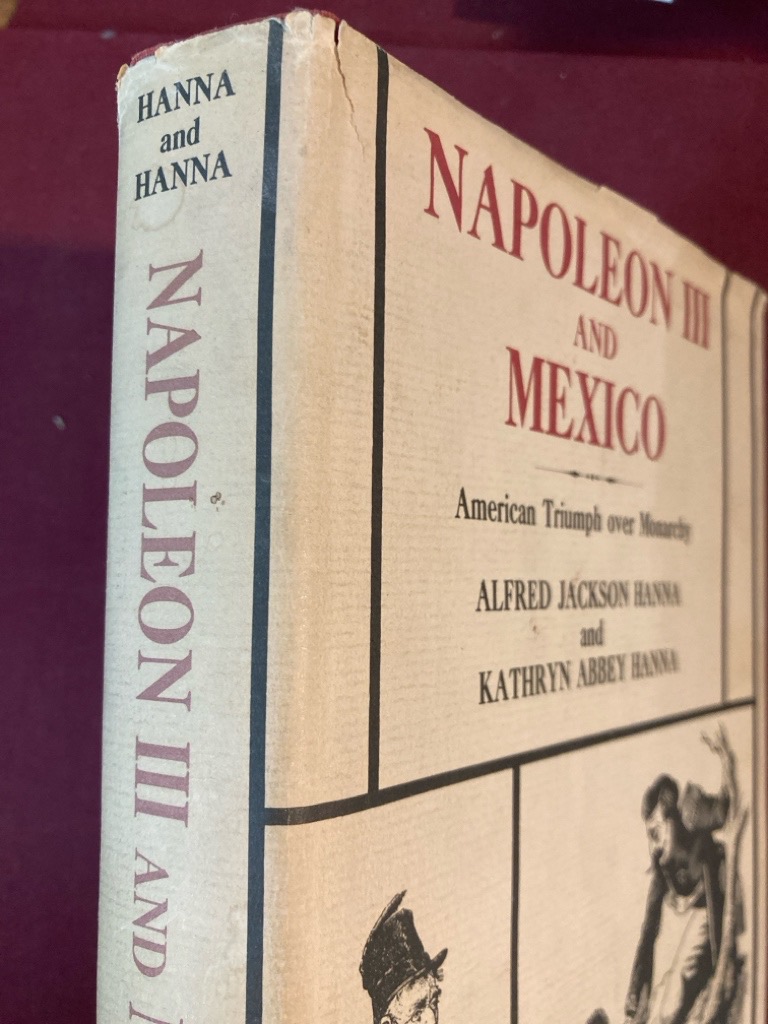 HANNA
and
HANNA
NAPOLEON III AND
NAPOLEON III
AND
MEXICO
American Triumph over Monarchy
ALFRED JACKSON HANNA
and
KATHRYN ABBEY HANNA